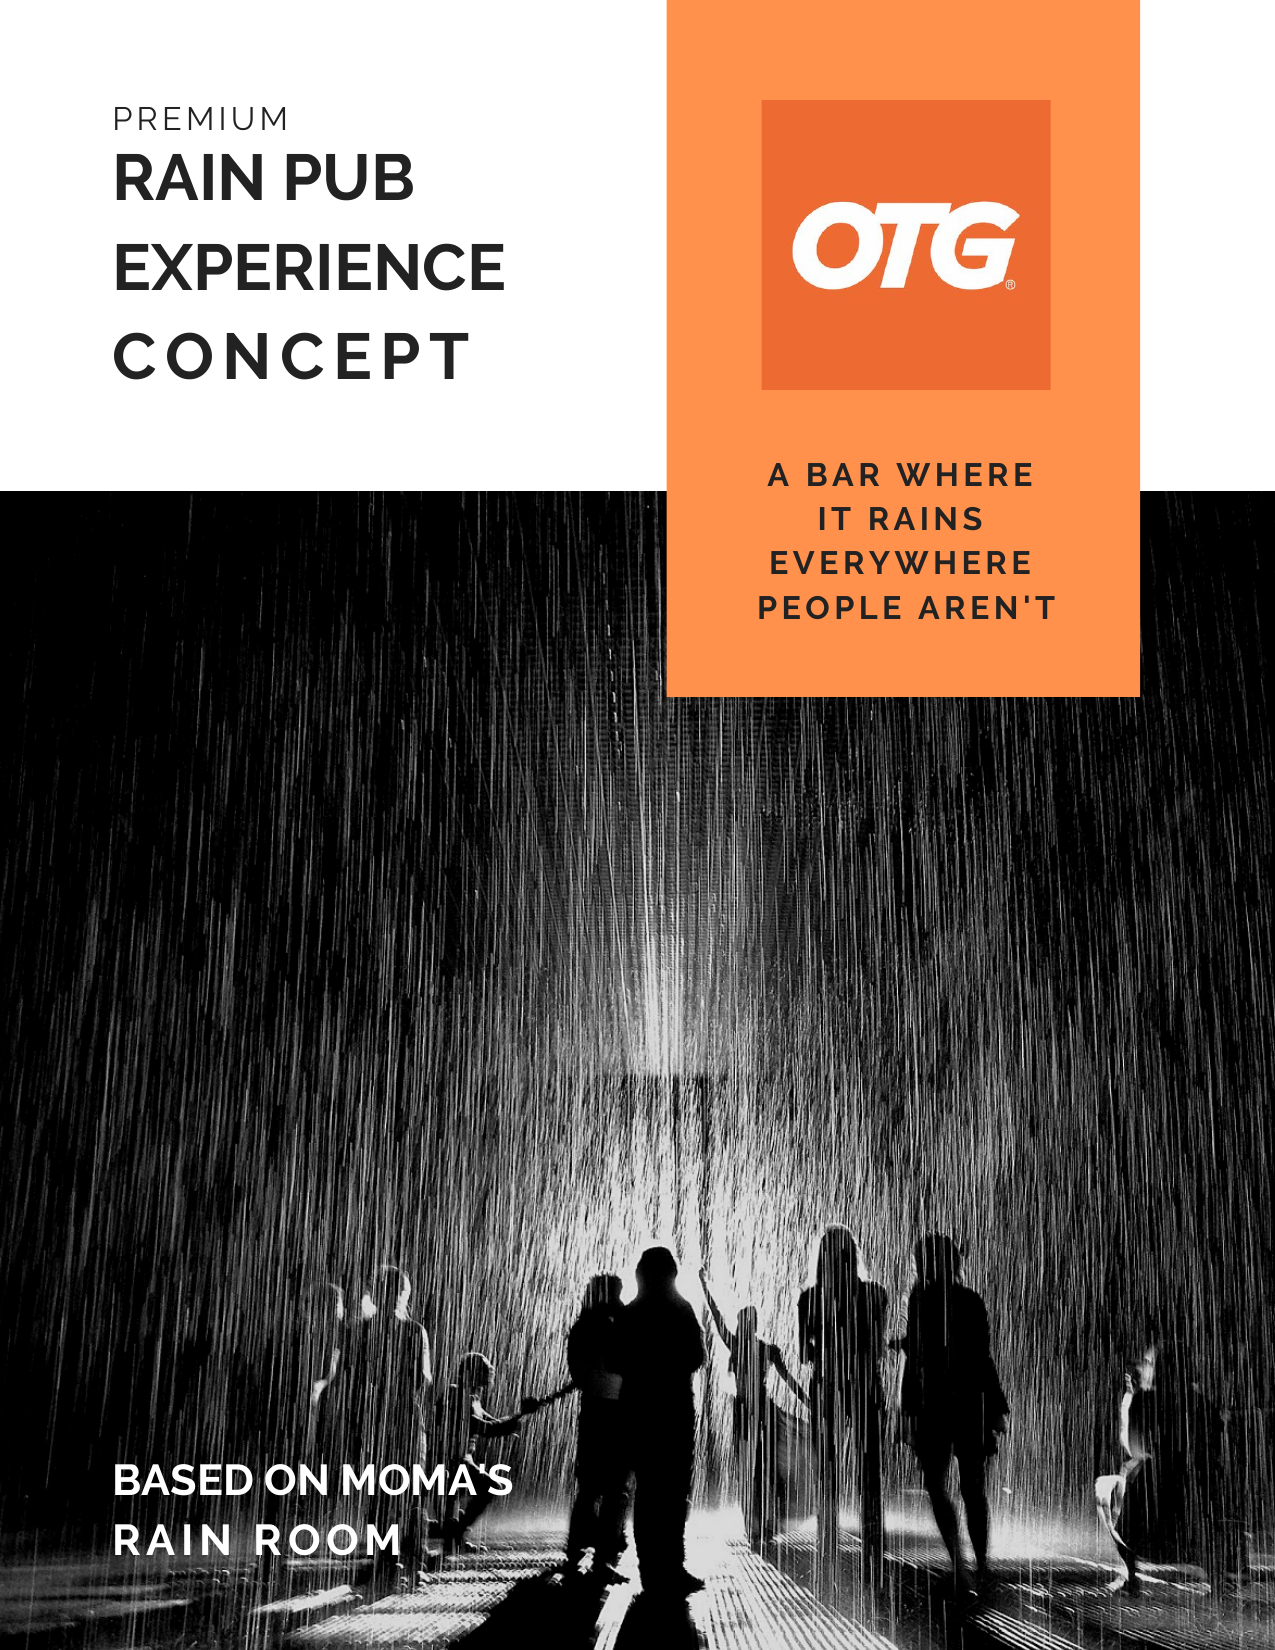 PREMIUM
RAIN PUB
EXPERIENCE
CONCEPT
OTG®
A BAR WHERE
IT RAINS
EVERYWHERE
PEOPLE AREN'T
BASED ON MOMA'S
RAIN ROOM